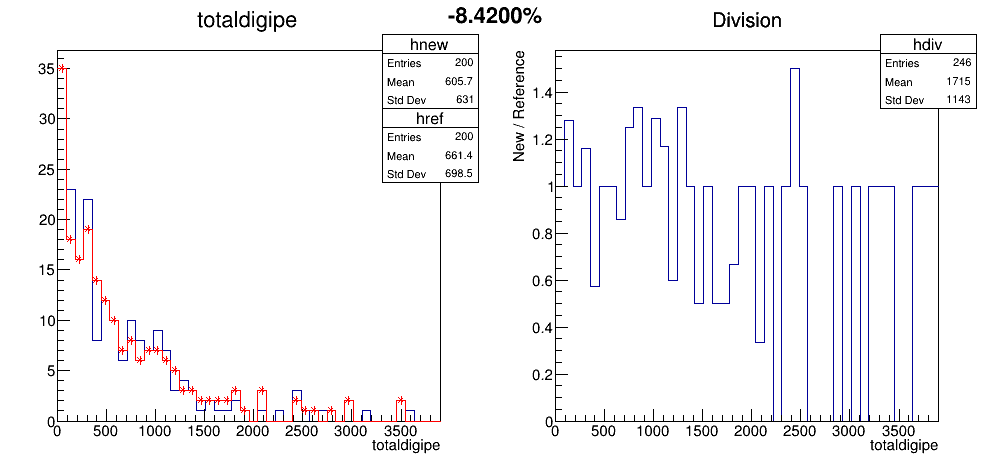 -8.4200%
totaldigipe
hnew
Entries 200
Mean 605.7
Std Dev 631
href
Entries 200
Mean 661.4
Std Dev 698.5
35
30
25
20
15
10
5
0
0 500 1000 1500 2000 2500 3000 3500
totaldigipe
Division
hdiv
Entries 246
Mean 1715
Std Dev 1143
New / Reference
1.4
1.2
1
0.8
0.6
0.4
0.2
0
0 500 1000 1500 2000 2500 3000 3500
totaldigipe